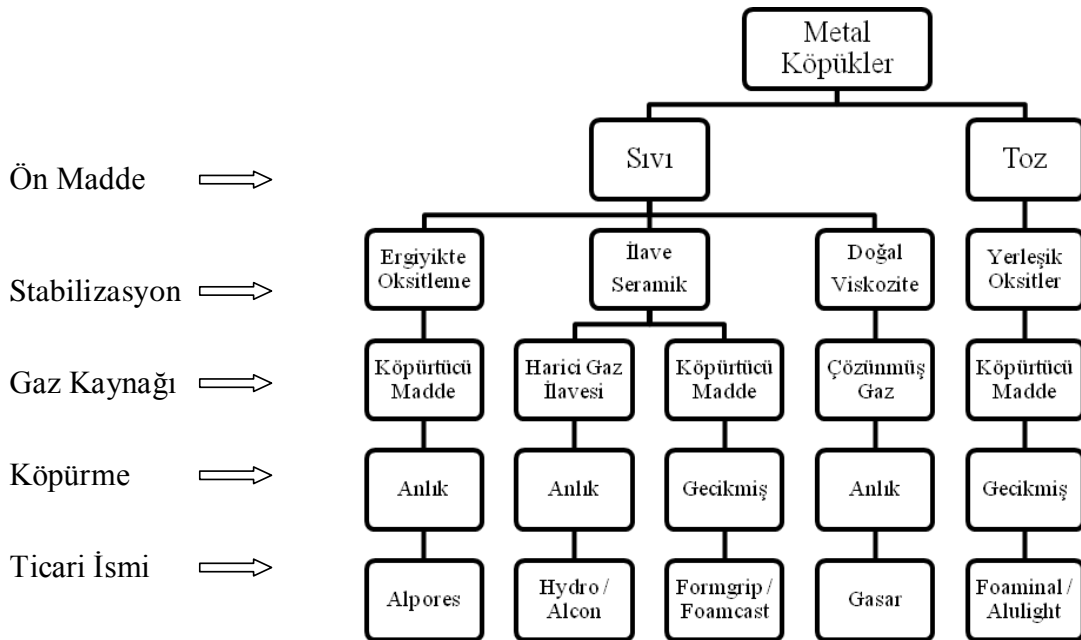 Metal
Köpükler
Ön Madde
Sıvı
Toz
Stabilizasyon
Ergiyikte
Oksitleme
İlave
Seramik
Doğal
Viskozite
Yerleşik
Oksitler
Gaz Kaynağı
Köpürtücü
Madde
Harici Gaz
İlavesi
Köpürtücü
Madde
Çözünmüş
Gaz
Köpürtücü
Madde
Köpürme
Anlık
Anlık
Gecikmiş
Anlık
Gecikmiş
Ticari İsmi
Alpores
Hydro /
Alcon
Formgrip /
Foamcast
Gasar
Foaminal /
Alulight